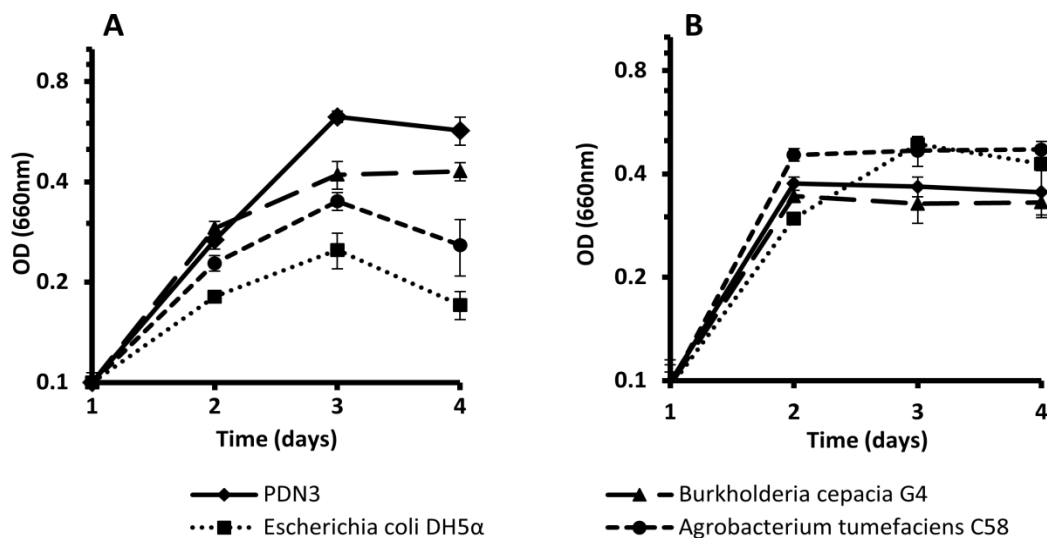 A
B
OD (660nm)
0.8
0.4
0.2
0.1
1
2
3
4
Time (days)
OD (660nm)
0.8
0.4
0.2
0.1
1
2
3
4
Time (days)
PDN3
Burkholderia cepacia G4
Escherichia coli DH5α
Agrobacterium tumefaciens C58